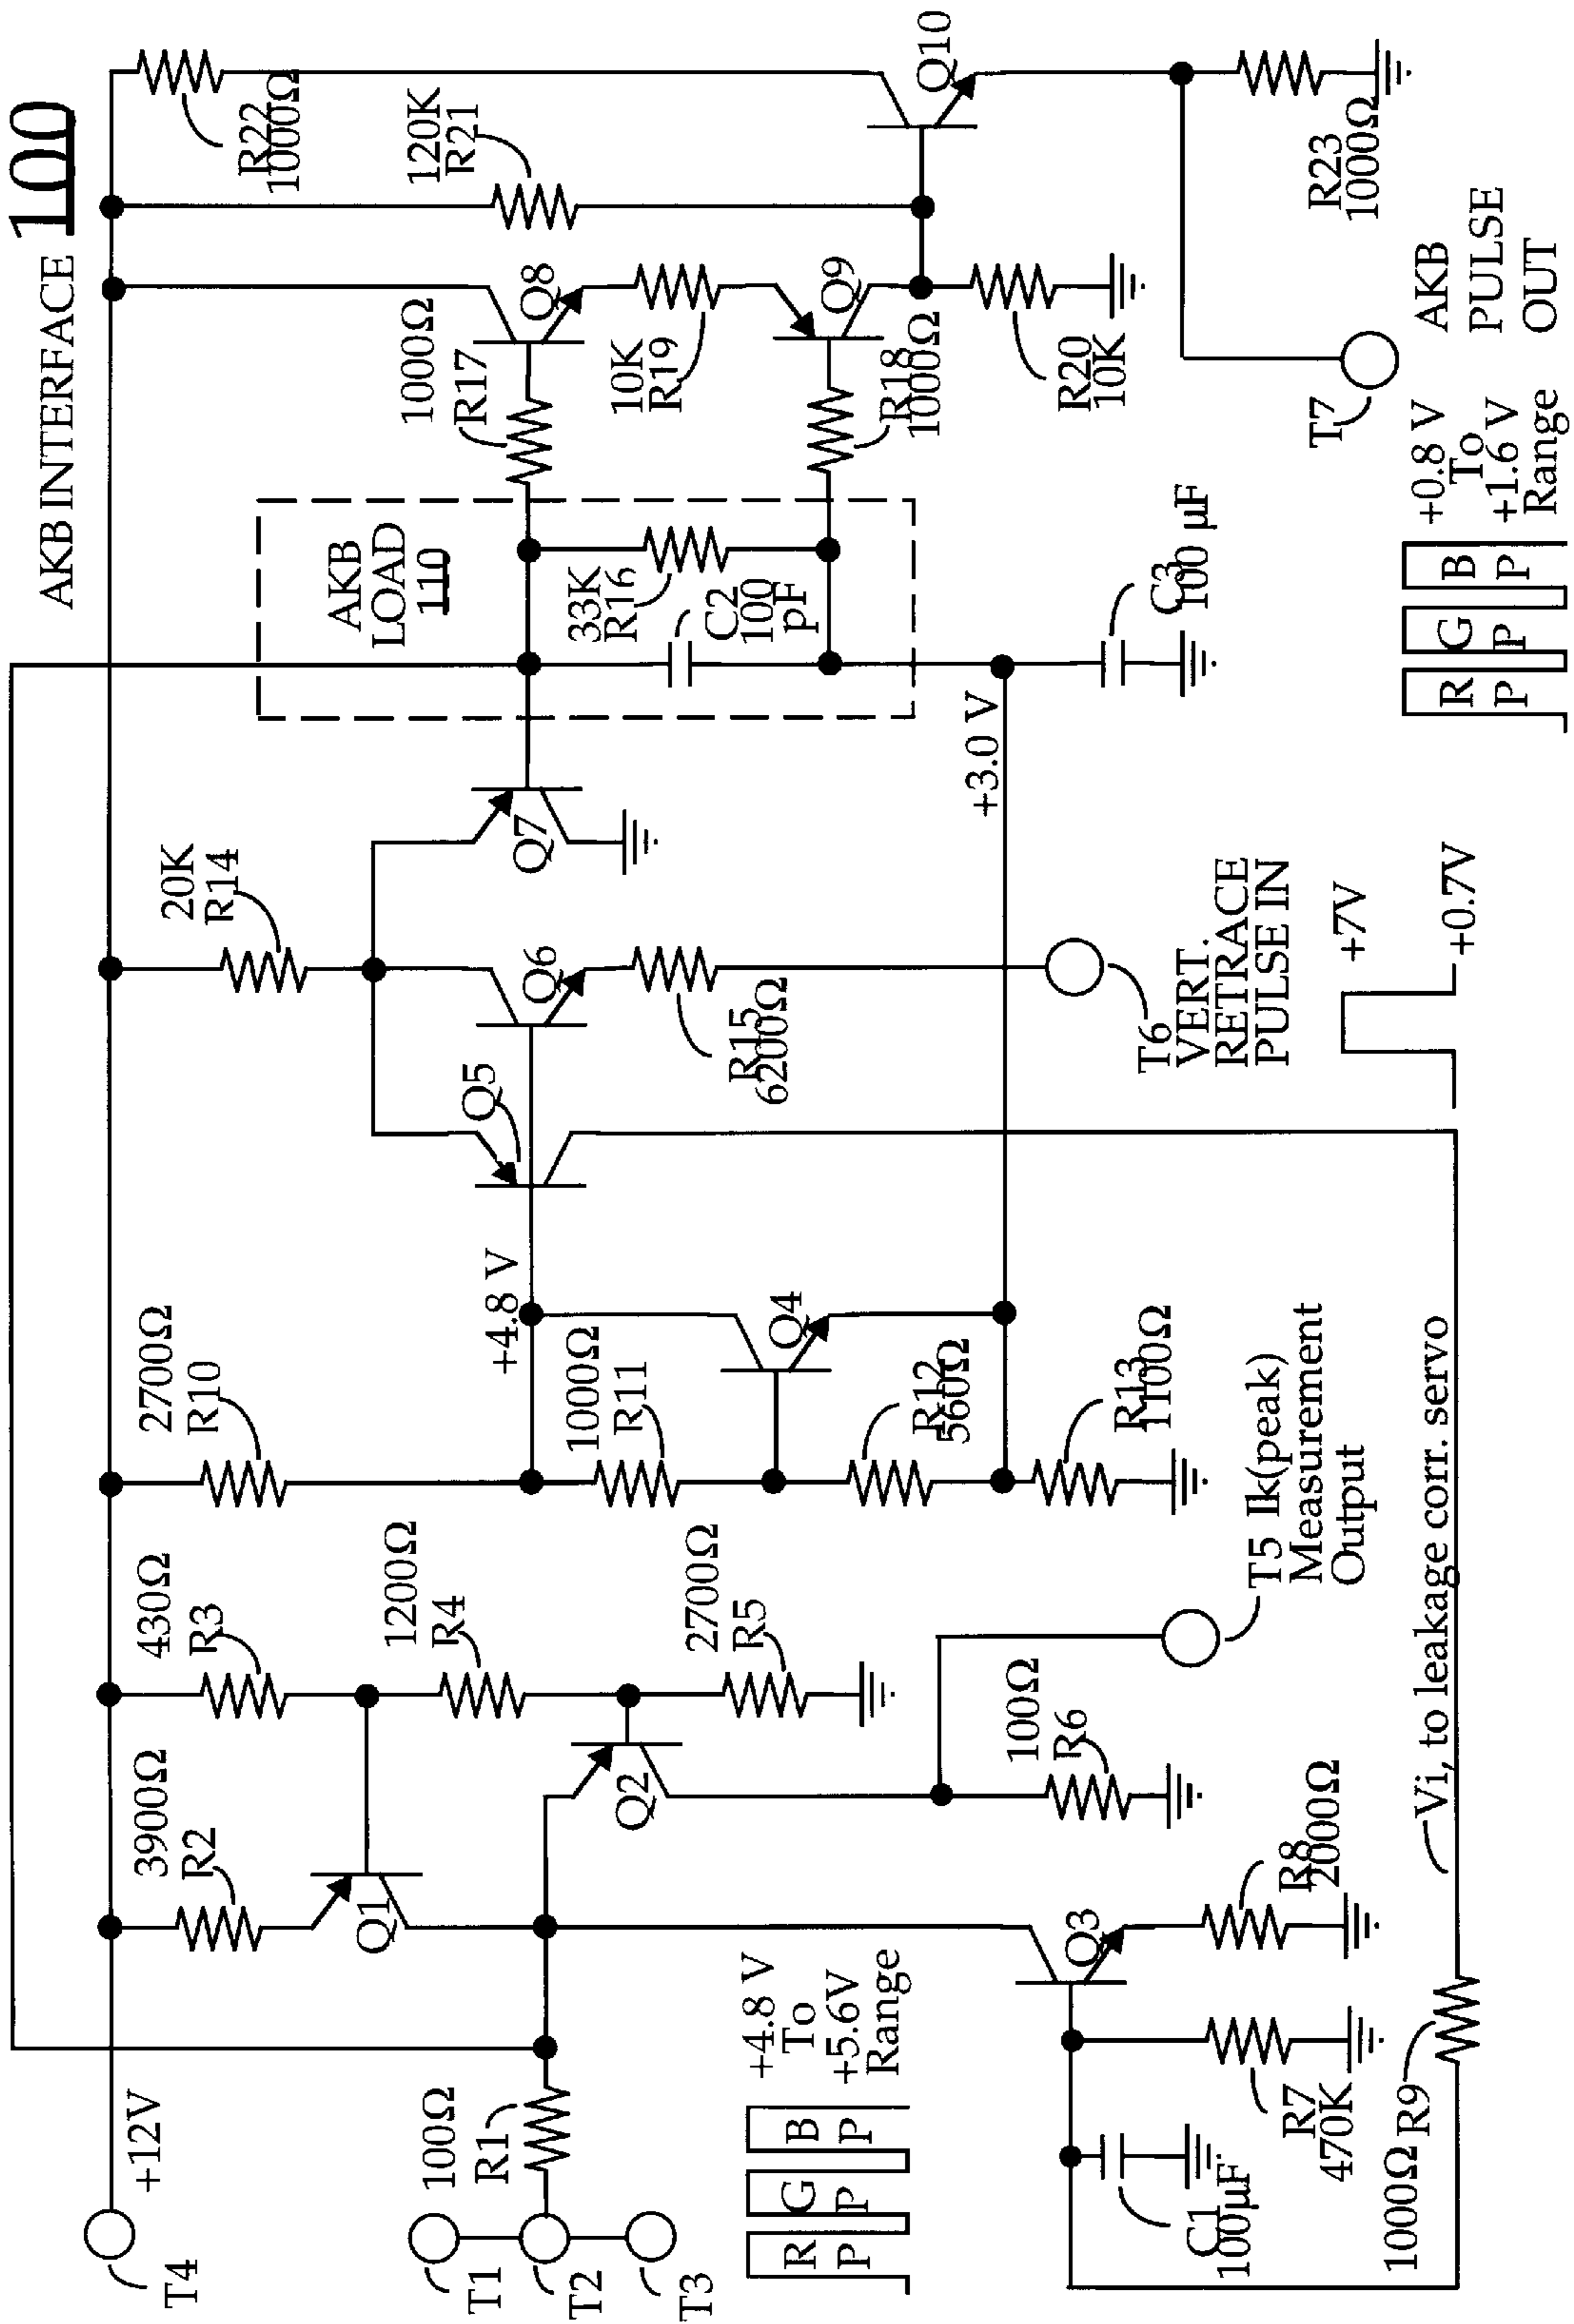 AKB INTERFACE 100
T4
+12V
T1
T2
T3
100Ω
R1
R P
G P
B P
+4.8 V
To
+5.6V
Range
3900Ω
R2
Q1
430Ω
R3
1200Ω
R4
2700Ω
R5
Q2
100Ω
R6
T5 Ik(peak)
Measurement
Output
Q3
R8
2000Ω
R7
470K
C1
100µF
1000Ω
R9
Vi, to leakage corr. servo
2700Ω
R10
+4.8 V
1000Ω
R11
Q4
R12
560Ω
R13
1100Ω
Q5
Q6
20K
R14
R15
6200Ω
T6
VERT.
RETRACE
PULSE IN
+7V
+0.7V
Q7
+3.0 V
AKB
LOAD
110
33K
R16
C2
100
pF
C3
100 µF
1000Ω
R17
Q8
10K
R19
Q9
R18
1000Ω
R20
10K
120K
R21
R22
1000Ω
Q10
R23
1000Ω
T7
AKB
PULSE
OUT
R P
G P
B P
+0.8 V
To
+1.6 V
Range